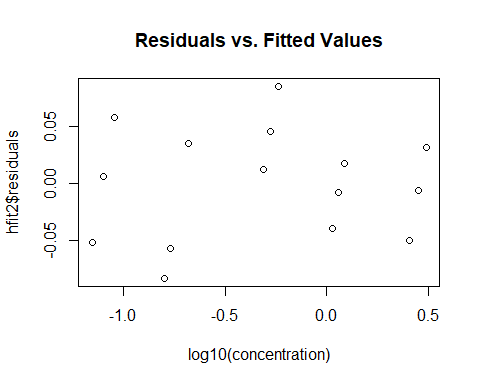 Residuals vs. Fitted Values
hfit2$residuals
0.05
0.00
-0.05
-1.0 -0.5 0.0 0.5
log10(concentration)